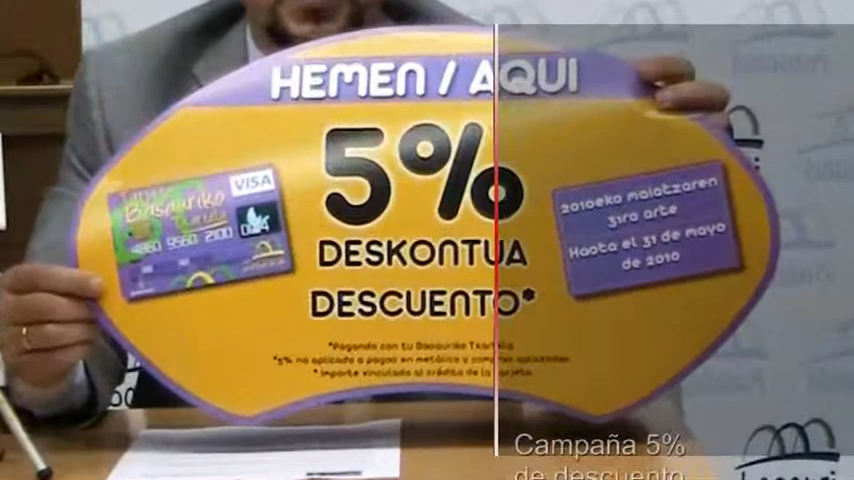 HEMEN / AQUI
5%
DESKONTUA
DESCUENTO*
VISA
Basauriko
2010eko maiatzaren
31ra arte
Hasta el 31 de mayo
de 2010
*Pagando con tu Basauriko Txartela
*5% no aplicado a pagos en metálico y compras aplazadas
*Importe vinculado al crédito de la tarjeta.
Campaña 5%
de descuento